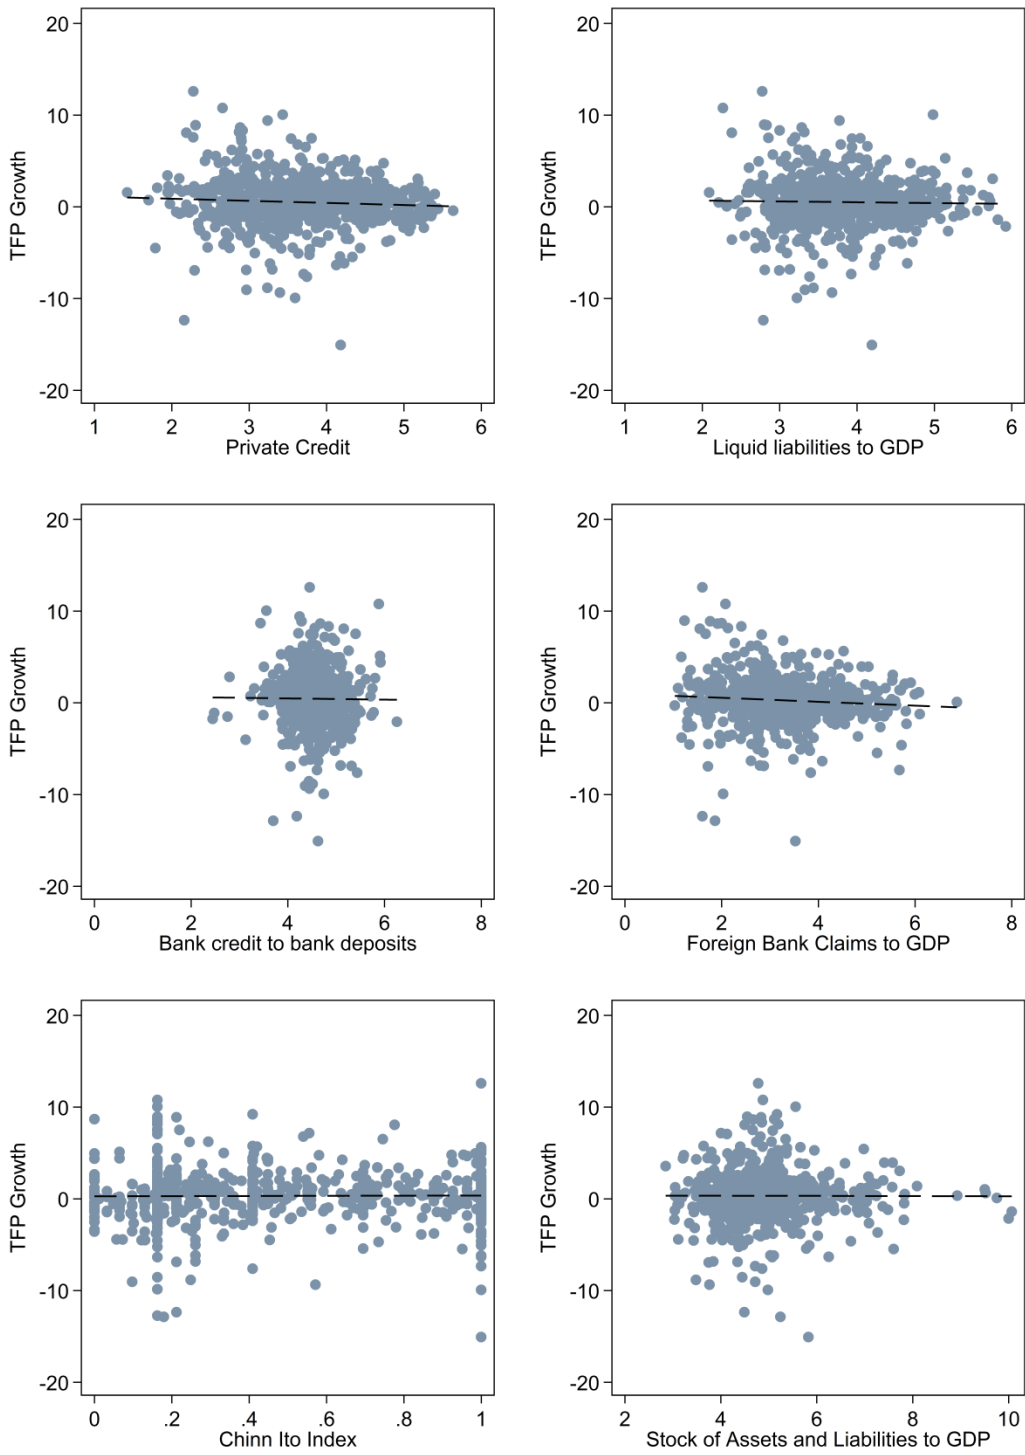 TFP Growth
20
10
0
-10
-20
1 2 3 4 5 6
Private Credit
TFP Growth
20
10
0
-10
-20
1 2 3 4 5 6
Liquid liabilities to GDP
TFP Growth
20
10
0
-10
-20
0 2 4 6 8
Bank credit to bank deposits
TFP Growth
20
10
0
-10
-20
0 2 4 6 8
Foreign Bank Claims to GDP
TFP Growth
20
10
0
-10
-20
0 .2 .4 .6 .8 1
Chinn Ito Index
TFP Growth
20
10
0
-10
-20
2 4 6 8 10
Stock of Assets and Liabilities to GDP